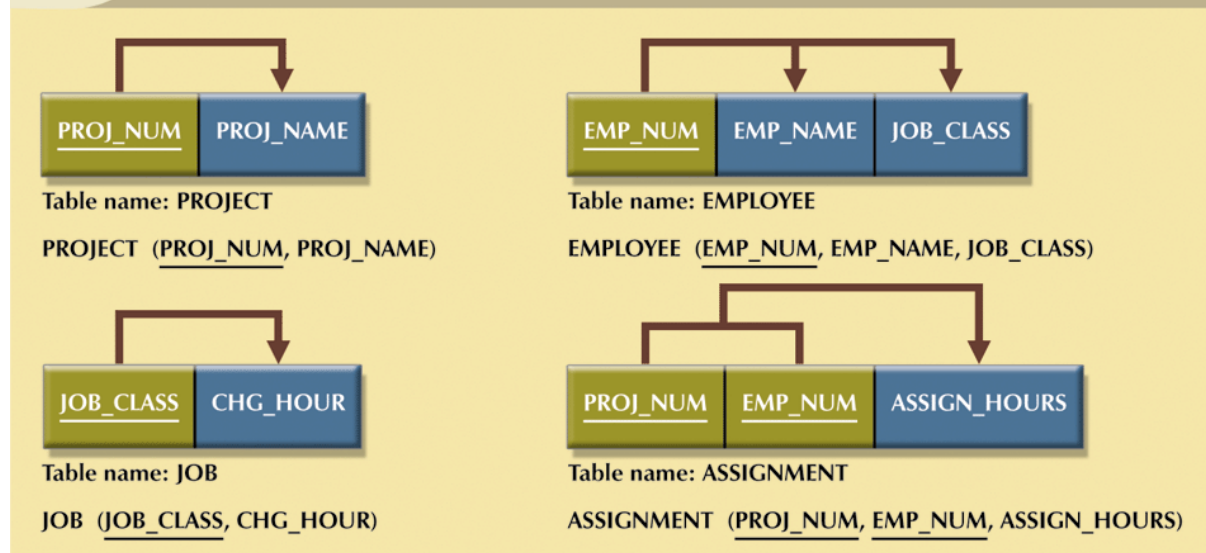 PROJ_NUM PROJ_NAME
Table name: PROJECT
PROJECT (PROJ_NUM, PROJ_NAME)
EMP_NUM EMP_NAME JOB_CLASS
Table name: EMPLOYEE
EMPLOYEE (EMP_NUM, EMP_NAME, JOB_CLASS)
JOB_CLASS CHG_HOUR
Table name: JOB
JOB (JOB_CLASS, CHG_HOUR)
PROJ_NUM EMP_NUM ASSIGN_HOURS
Table name: ASSIGNMENT
ASSIGNMENT (PROJ_NUM, EMP_NUM, ASSIGN_HOURS)